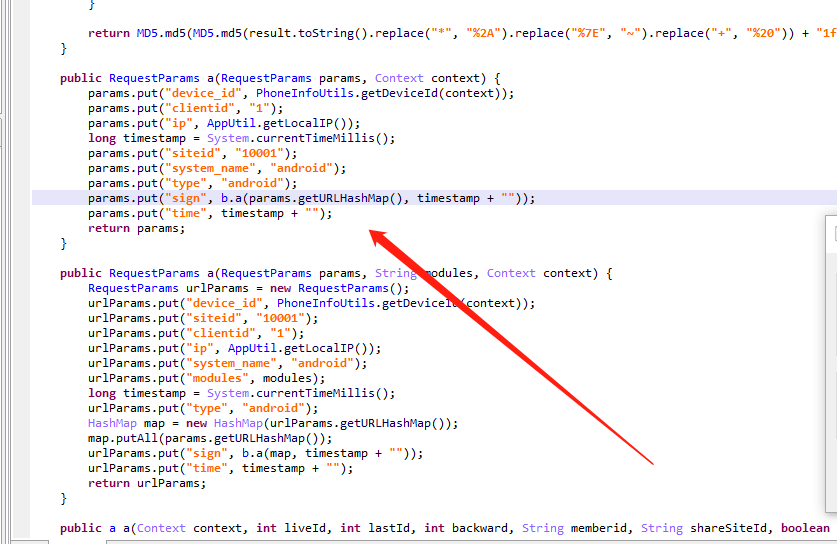 }
return MD5.md5(MD5.md5(result.toString().replace("*", "%2A").replace("%7E", "~").replace("+", "%20")) + "1f
}
public RequestParams a(RequestParams params, Context context) {
params.put("device_id", PhoneInfoUtils.getDeviceId(context));
params.put("clientid", "1");
params.put("ip", AppUtil.getLocalIP());
long timestamp = System.currentTimeMillis();
params.put("siteid", "10001");
params.put("system_name", "android");
params.put("type", "android");
params.put("sign", b.a(params.getURLHashMap(), timestamp + ""));
params.put("time", timestamp + "");
return params;
}
public RequestParams a(RequestParams params, String modules, Context context) {
RequestParams urlParams = new RequestParams();
urlParams.put("device_id", PhoneInfoUtils.getDeviceId(context));
urlParams.put("siteid", "10001");
urlParams.put("clientid", "1");
urlParams.put("ip", AppUtil.getLocalIP());
urlParams.put("system_name", "android");
urlParams.put("modules", modules);
long timestamp = System.currentTimeMillis();
urlParams.put("type", "android");
HashMap map = new HashMap(urlParams.getURLHashMap());
map.putAll(params.getURLHashMap());
urlParams.put("sign", b.a(map, timestamp + ""));
urlParams.put("time", timestamp + "");
return urlParams;
}
public a a(Context context, int liveId, int lastId, int backward, String memberid, String shareSiteId, boolean